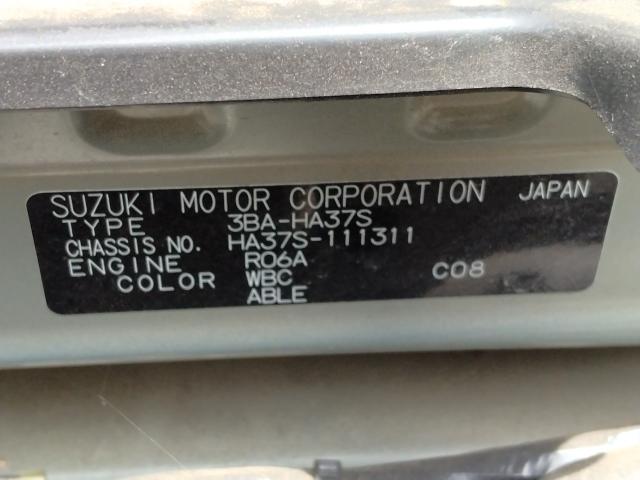 SUZUKI MOTOR CORPORATION JAPAN
TYPE 3BA-HA37S
CHASSIS NO. HA37S-111311
ENGINE R06A
COLOR WBC C08
ABLE